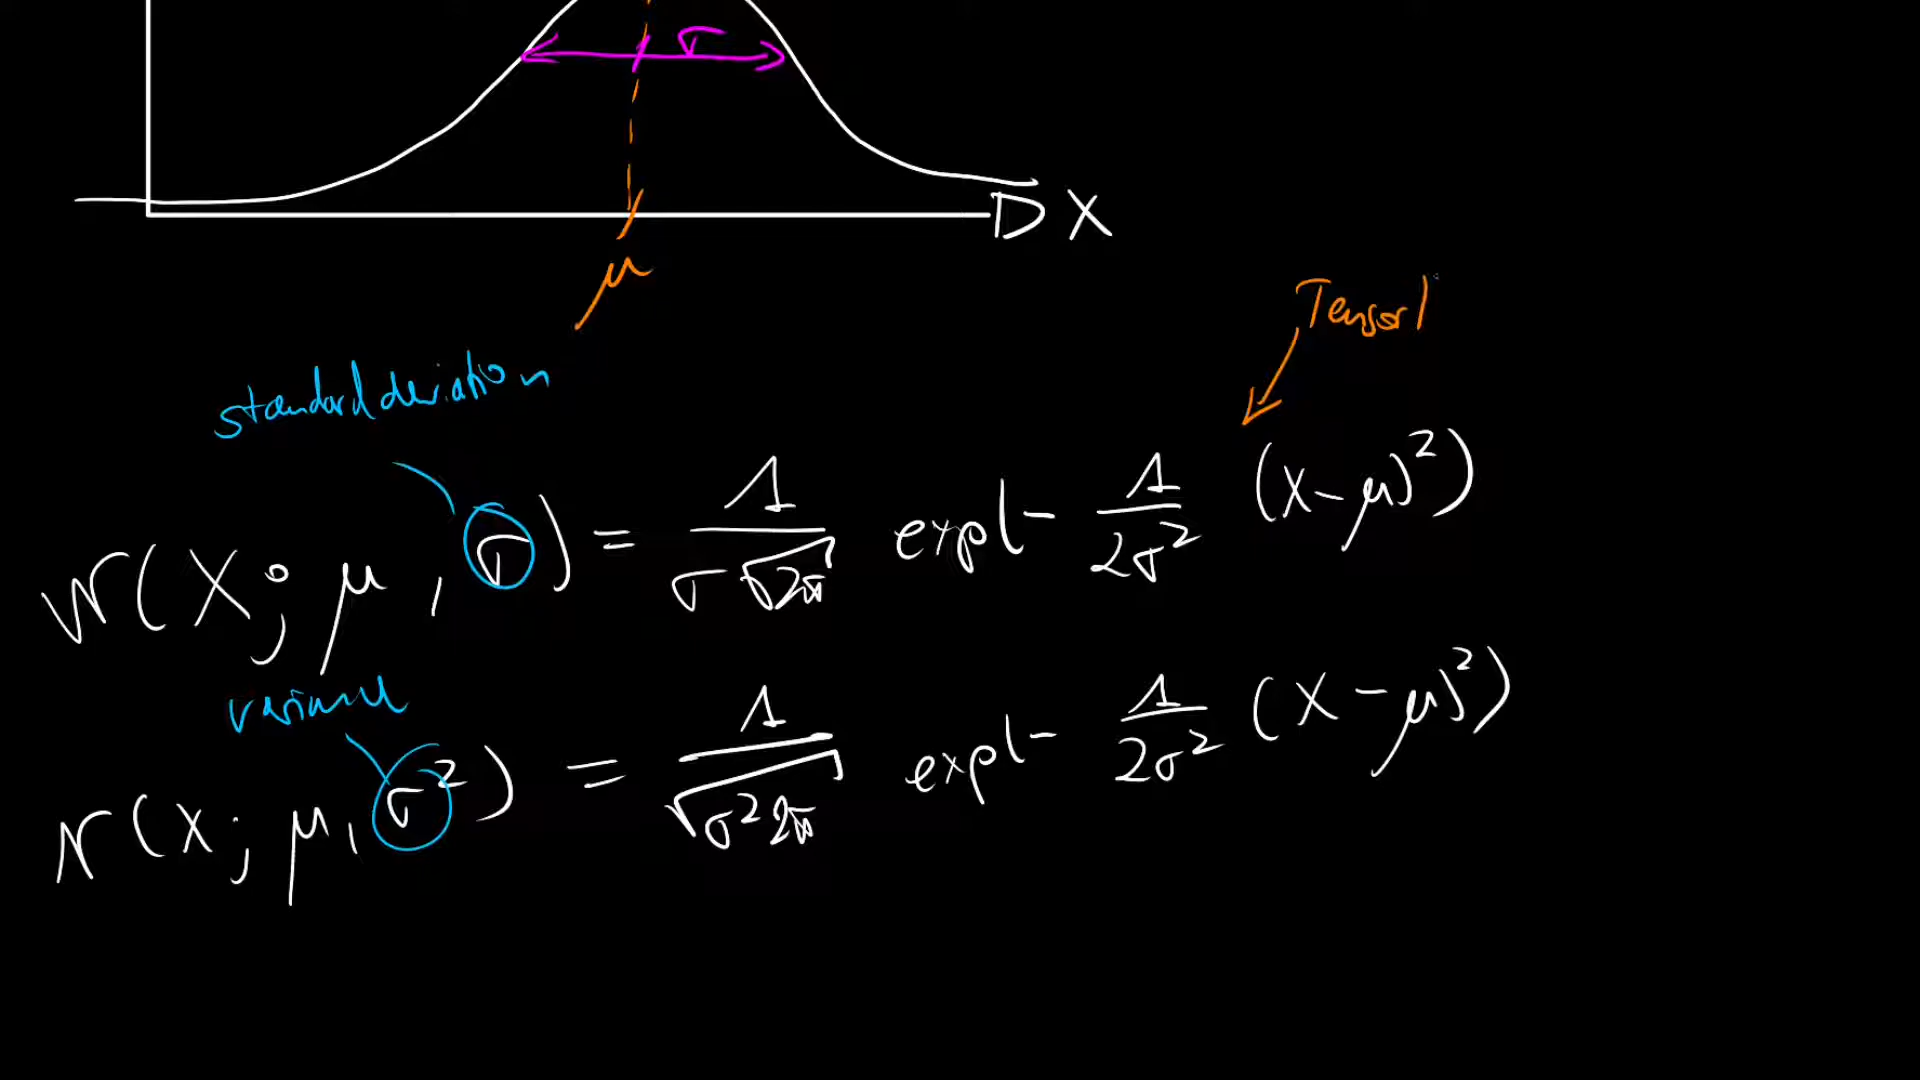 σ
X
μ
Tensor
standard deviation
N(X; μ, σ) = 1/(σ√2π) exp(- 1/(2σ²) (X-μ)²)
variance
N(X; μ, σ²) = 1/√(σ²2π) exp(- 1/(2σ²) (X-μ)²)